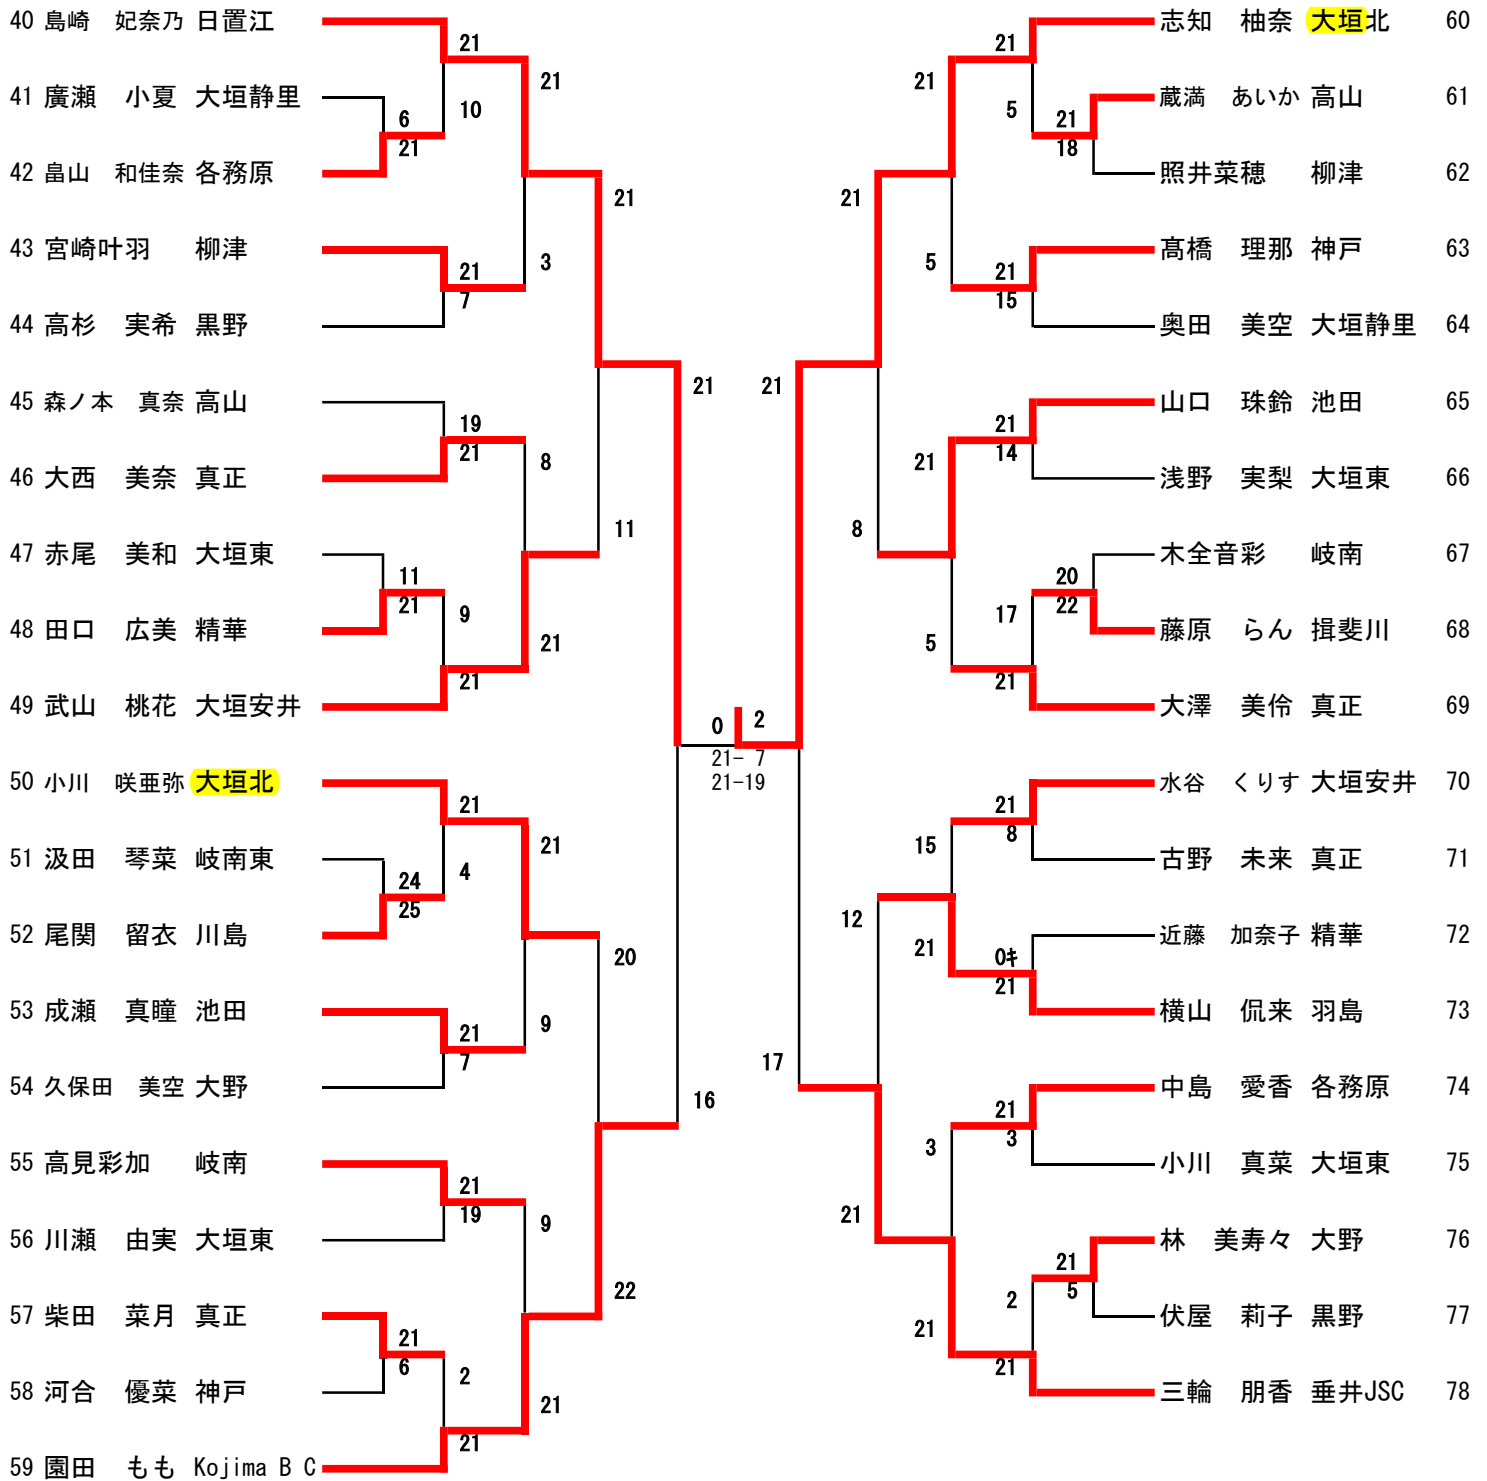 40 島崎　妃奈乃 日置江
41 廣瀬　小夏 大垣静里
42 畠山　和佳奈 各務原
43 宮崎叶羽 柳津
44 高杉　実希 黒野
45 森ノ本　真奈 高山
46 大西　美奈 真正
47 赤尾　美和 大垣東
48 田口　広美 精華
49 武山　桃花 大垣安井
50 小川　咲亜弥 大垣北
51 汲田　琴菜 岐南東
52 尾関　留衣 川島
53 成瀬　真瞳 池田
54 久保田　美空 大野
55 高見彩加 岐南
56 川瀬　由実 大垣東
57 柴田　菜月 真正
58 河合　優菜 神戸
59 園田　もも Kojima B C
21
10
6
21
21
7
19
21
11
21
9
21
21
4
24
25
21
7
21
19
21
6
2
21
21
3
8
21
21
9
9
21
21
11
20
22
21
16
0
2
21- 7
21-19
21
17
21
8
12
21
21
5
21
5
15
21
3
21
21
5
21
18
21
15
21
14
17
20
22
21
21
8
0ｷ
21
21
3
21
5
2
21
志知　柚奈 大垣北 60
蔵満　あいか 高山 61
照井菜穂 柳津 62
髙橋　理那 神戸 63
奥田　美空 大垣静里 64
山口　珠鈴 池田 65
浅野　実梨 大垣東 66
木全音彩 岐南 67
藤原　らん 揖斐川 68
大澤　美伶 真正 69
水谷　くりす 大垣安井 70
古野　未来 真正 71
近藤　加奈子 精華 72
横山　侃来 羽島 73
中島　愛香 各務原 74
小川　真菜 大垣東 75
林　美寿々 大野 76
伏屋　莉子 黒野 77
三輪　朋香 垂井JSC 78